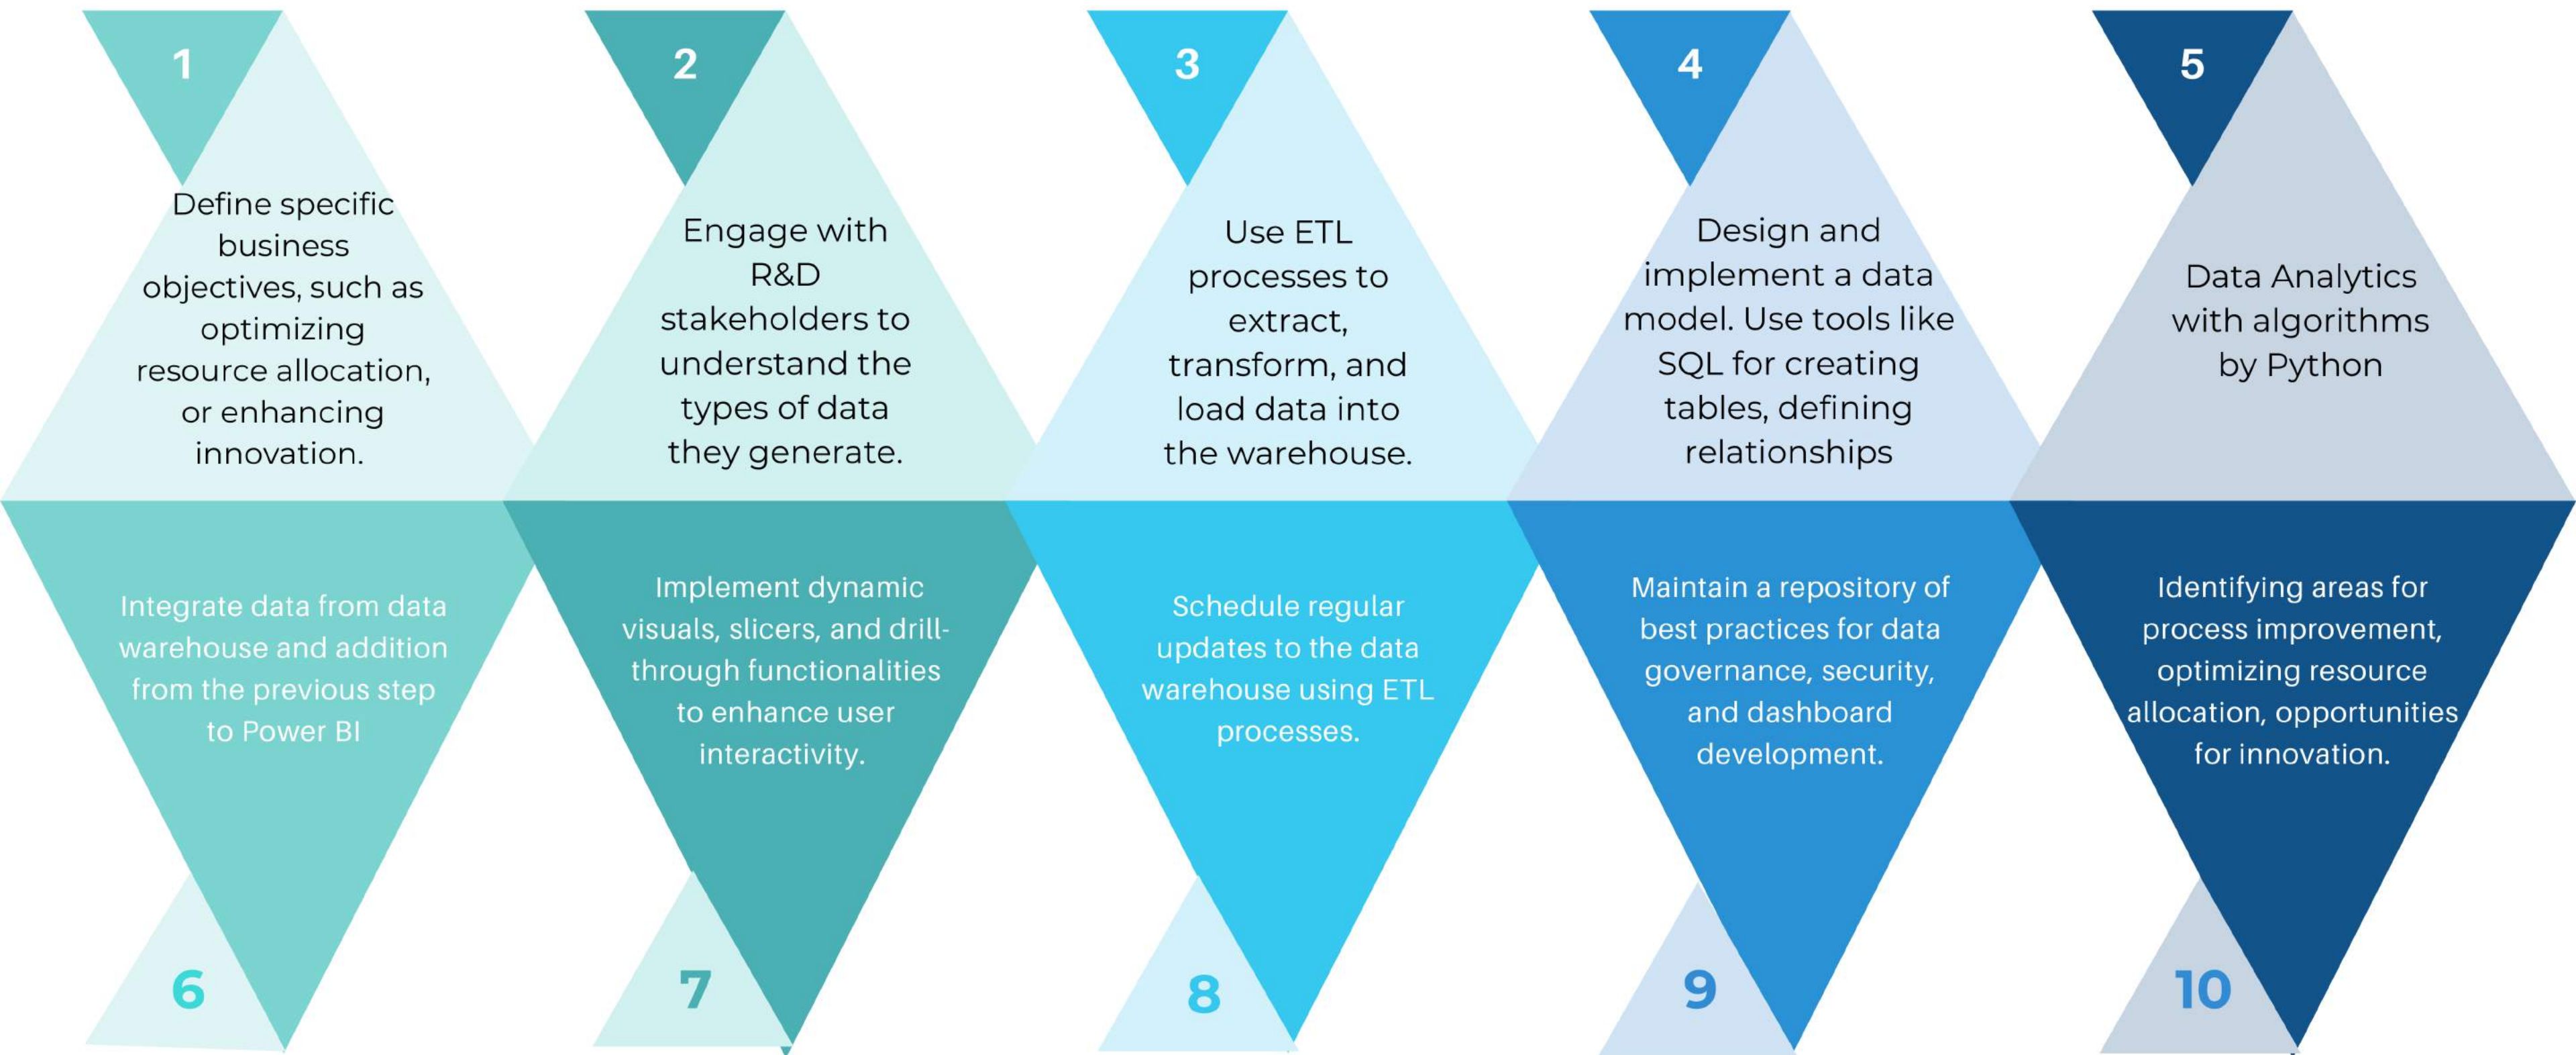 1
Define specific
business
objectives, such as
optimizing
resource allocation,
or enhancing
innovation.
2
Engage with
R&D
stakeholders to
understand the
types of data
they generate.
3
Use ETL
processes to
extract,
transform, and
load data into
the warehouse.
4
Design and
implement a data
model. Use tools like
SQL for creating
tables, defining
relationships
5
Data Analytics
with algorithms
by Python
Integrate data from data
warehouse and addition
from the previous step
to Power BI
6
Implement dynamic
visuals, slicers, and drill-
through functionalities
to enhance user
interactivity.
7
Schedule regular
updates to the data
warehouse using ETL
processes.
8
Maintain a repository of
best practices for data
governance, security,
and dashboard
development.
9
Identifying areas for
process improvement,
optimizing resource
allocation, opportunities
for innovation.
10